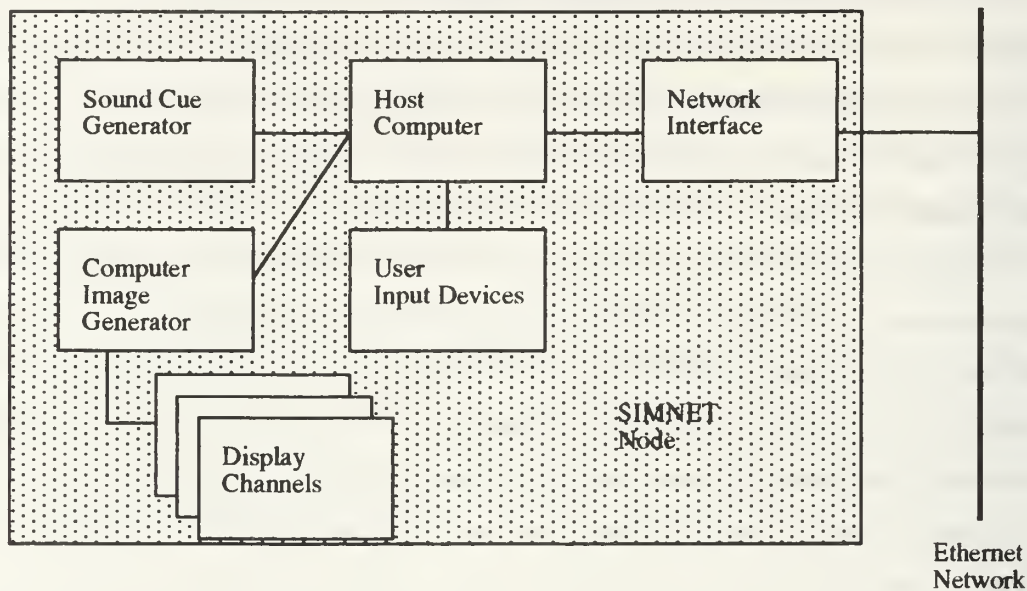 Sound Cue
Generator
Host
Computer
Network
Interface
Computer
Image
Generator
User
Input Devices
Display
Channels
SIMNET
Node
Ethernet
Network